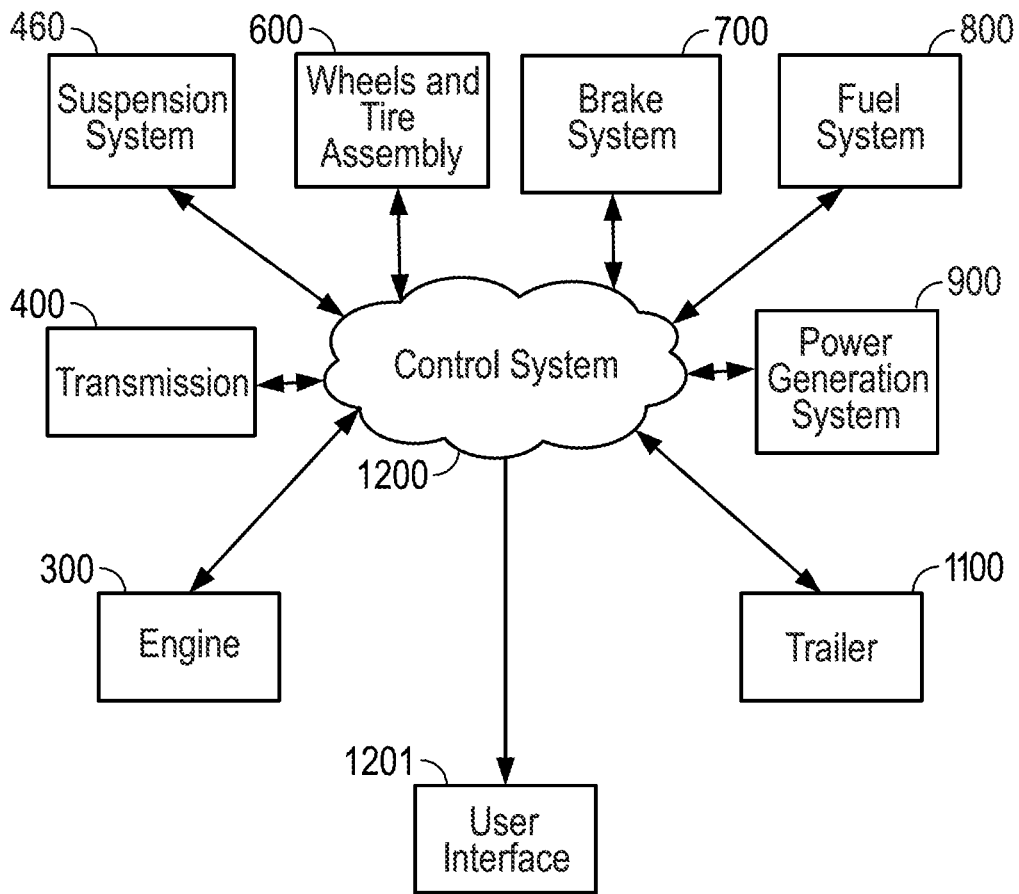 460
Suspension
System
600
Wheels and
Tire
Assembly
700
Brake
System
800
Fuel
System
400
Transmission
Control System
1200
900
Power
Generation
System
300
Engine
1100
Trailer
1201
User
Interface